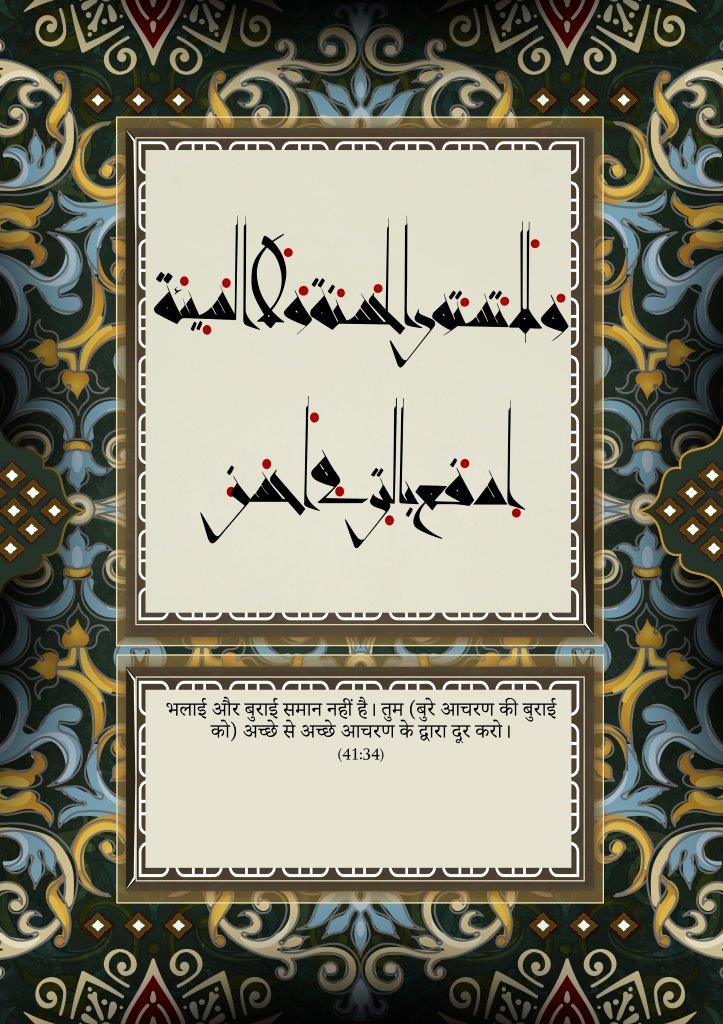 ولا تستوي الحسنة ولا السيئة
ادفع بالتي هي احسن
भलाई और बुराई समान नहीं है। तुम (बुरे आचरण की बुराई
को) अच्छे से अच्छे आचरण के द्वारा दूर करो।
(41:34)